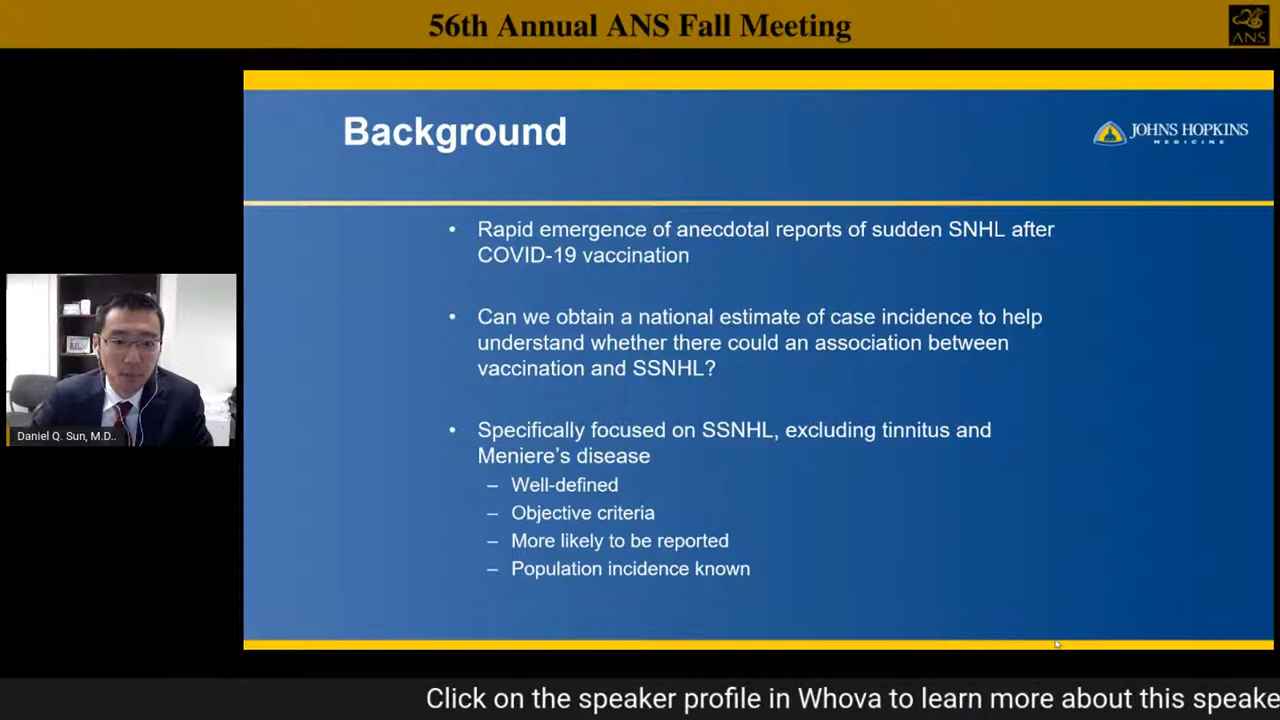 56th Annual ANS Fall Meeting
ANS
Background
JOHNS HOPKINS
MEDICINE
• Rapid emergence of anecdotal reports of sudden SNHL after
COVID-19 vaccination
• Can we obtain a national estimate of case incidence to help
understand whether there could an association between
vaccination and SSNHL?
• Specifically focused on SSNHL, excluding tinnitus and
Meniere's disease
– Well-defined
– Objective criteria
– More likely to be reported
– Population incidence known
Daniel Q. Sun, M.D..
Click on the speaker profile in Whova to learn more about this speake